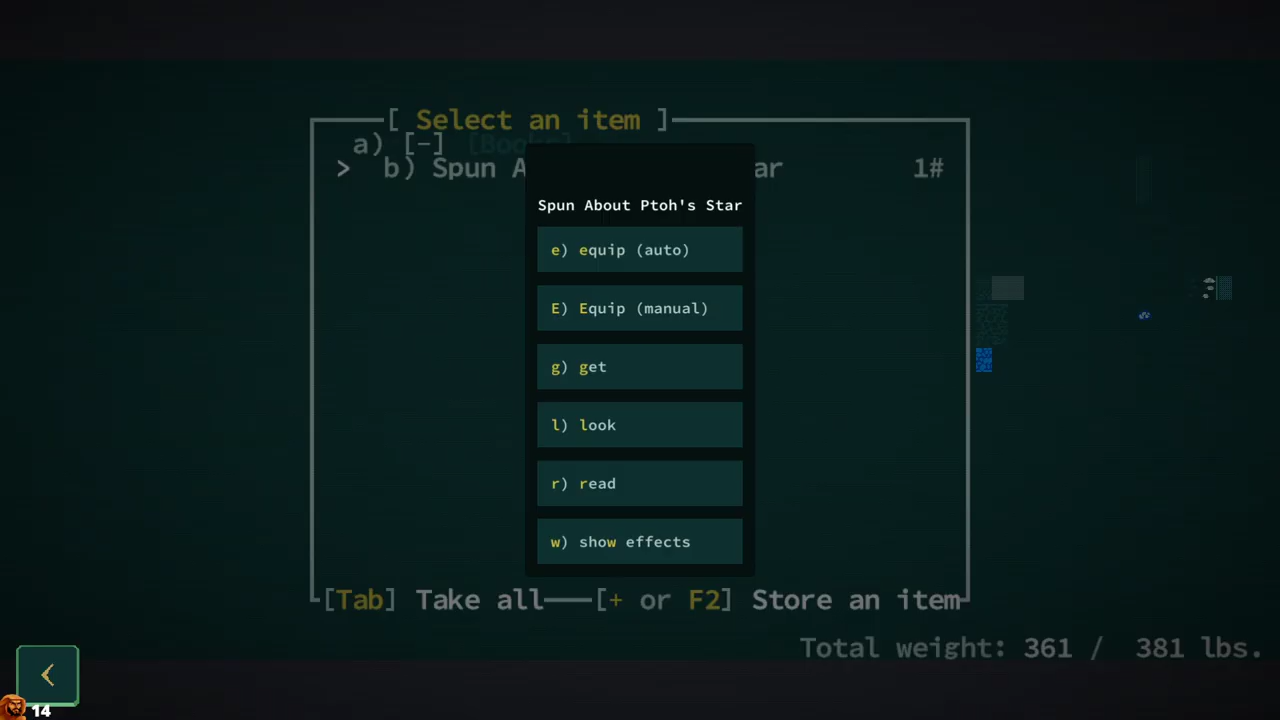 [ Select an item ]
a) [-] [Books]
> b) Spun A ar 1#
Spun About Ptoh's Star
e) equip (auto)
E) Equip (manual)
g) get
l) look
r) read
w) show effects
[Tab] Take all [+ or F2] Store an item
Total weight: 361 / 381 lbs.
14